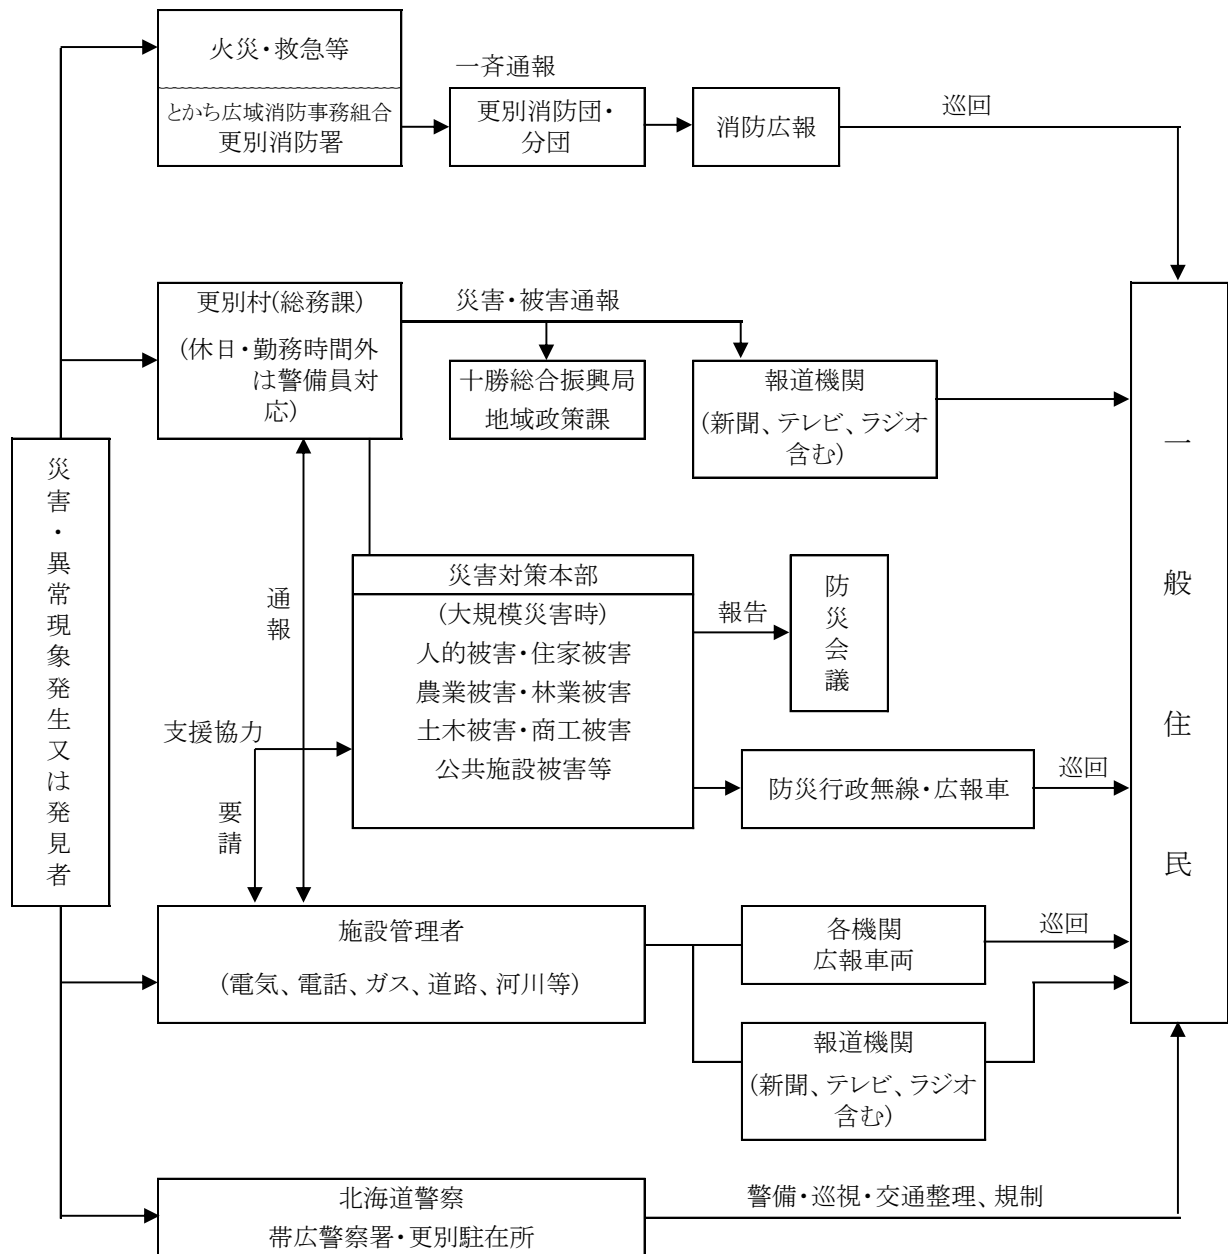 火災・救急等
とかち広域消防事務組合
更別消防署
一斉通報
更別消防団・
分団
消防広報
巡回
更別村(総務課)
(休日・勤務時間外
は警備員対
応)
災害・被害通報
十勝総合振興局
地域政策課
報道機関
(新聞、テレビ、ラジオ
含む)
一般住民
災害・異常現象発生又は発見者
通報
災害対策本部
(大規模災害時)
人的被害・住家被害
農業被害・林業被害
土木被害・商工被害
公共施設被害等
報告
防災会議
支援協力
要請
防災行政無線・広報車
巡回
施設管理者
(電気、電話、ガス、道路、河川等)
各機関
広報車両
巡回
報道機関
(新聞、テレビ、ラジオ
含む)
北海道警察
帯広警察署・更別駐在所
警備・巡視・交通整理、規制